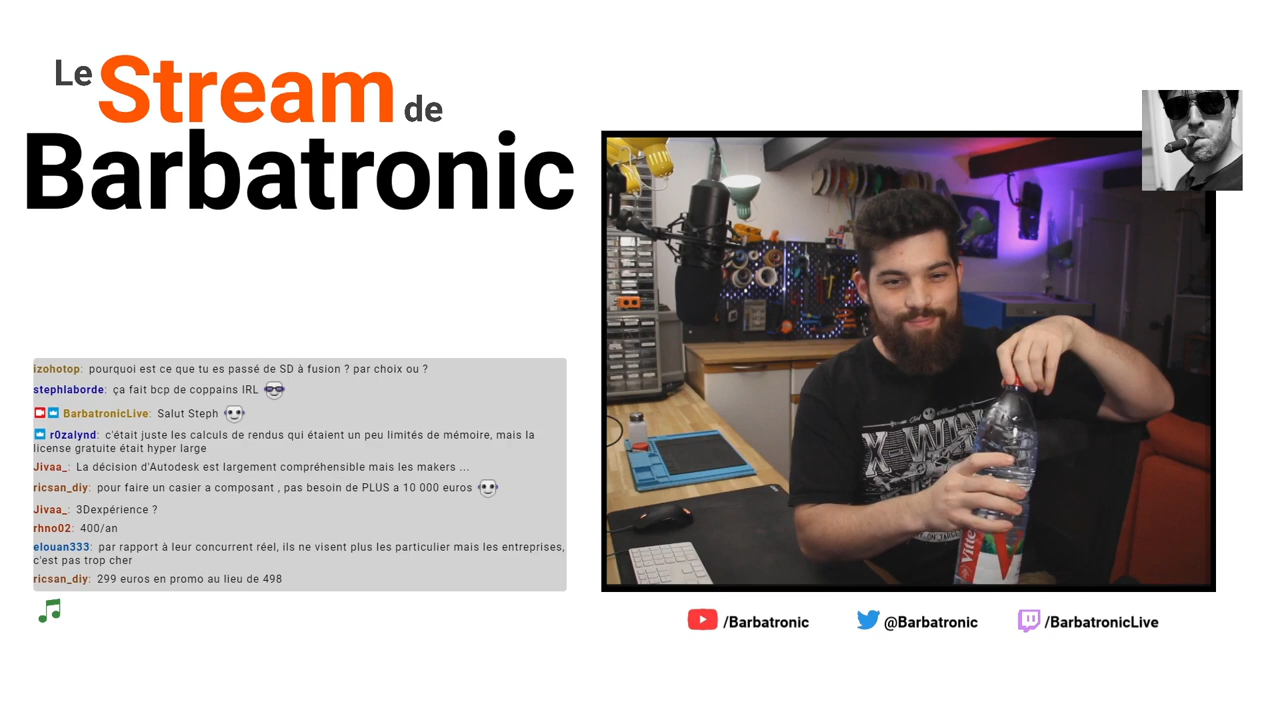 Le Stream de
Barbatronic
izohotop: pourquoi est ce que tu es passé de SD à fusion ? par choix ou ?
stephlaborde: ça fait bcp de coppains IRL
BarbatronicLive: Salut Steph
r0zalynd: c'était juste les calculs de rendus qui étaient un peu limités de mémoire, mais la
license gratuite était hyper large
Jivaa_: La décision d'Autodesk est largement compréhensible mais les makers ...
ricsan_diy: pour faire un casier a composant , pas besoin de PLUS a 10 000 euros
Jivaa_: 3Dexpérience ?
rhno02: 400/an
elouan333: par rapport à leur concurrent réel, ils ne visent plus les particulier mais les entreprises,
c'est pas trop cher
ricsan_diy: 299 euros en promo au lieu de 498
X-WIN
Vitte
/Barbatronic
@Barbatronic
/BarbatronicLive